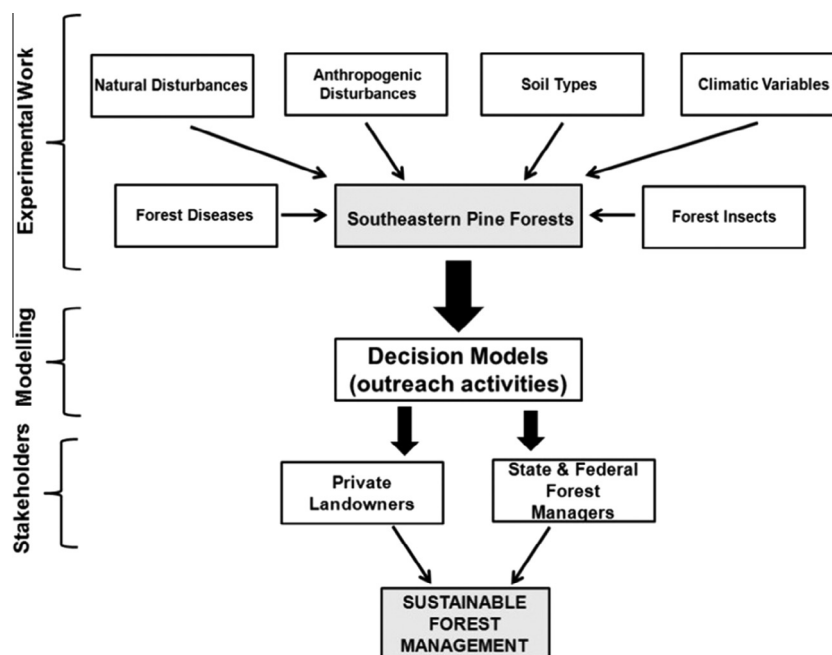 Experimental Work
Natural Disturbances
Anthropogenic
Disturbances
Soil Types
Climatic Variables
Forest Diseases
Southeastern Pine Forests
Forest Insects
Modelling
Decision Models
(outreach activities)
Stakeholders
Private
Landowners
State & Federal
Forest
Managers
SUSTAINABLE
FOREST
MANAGEMENT